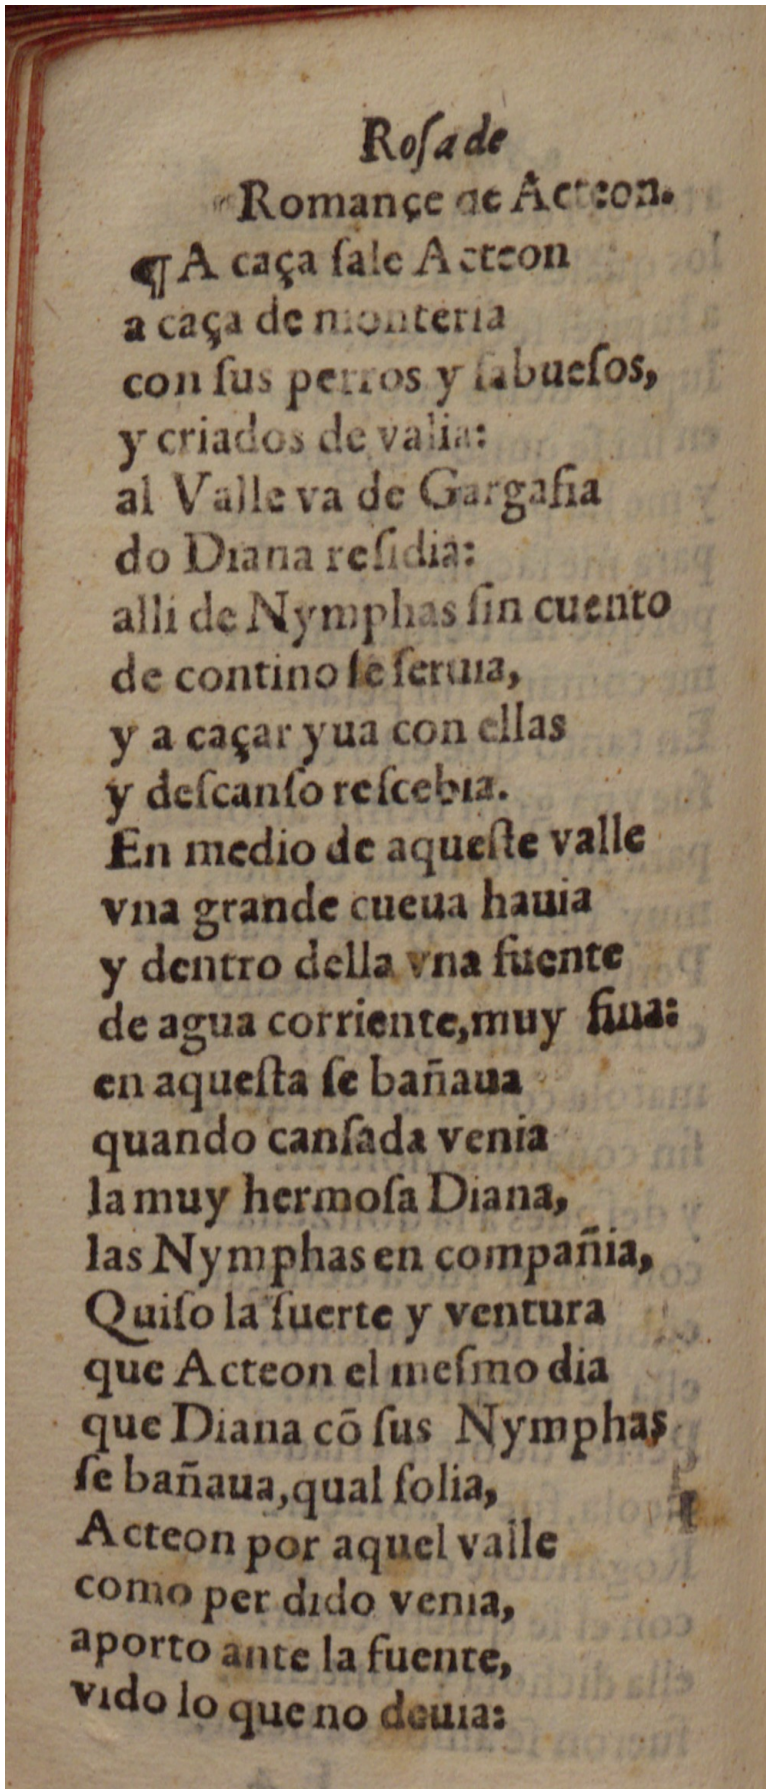 Roſa de
Romançe de Acteon.
¶A caça ſale Acteon
a caça de monteria
con ſus perros y ſabueſos,
y criados de valia:
al Valle va de Gargafia
do Diana reſidia:
alli de Nymphas ſin cuento
de contino ſe ſeruia,
y a caçar yua con ellas
y deſcanſo reſcebia.
En medio de aqueſte valle
vna grande cueua hauia
y dentro della vna fuente
de agua corriente,muy fina:
en aqueſta ſe bañaua
quando canſada venia
la muy hermoſa Diana,
las Nymphas en compañia,
Quiſo la ſuerte y ventura
que Acteon el meſmo dia
que Diana cõ ſus Nymphas
ſe bañaua,qual ſolia,
Acteon por aquel valle
como per dido venia,
aporto ante la fuente,
vido lo que no deuia: